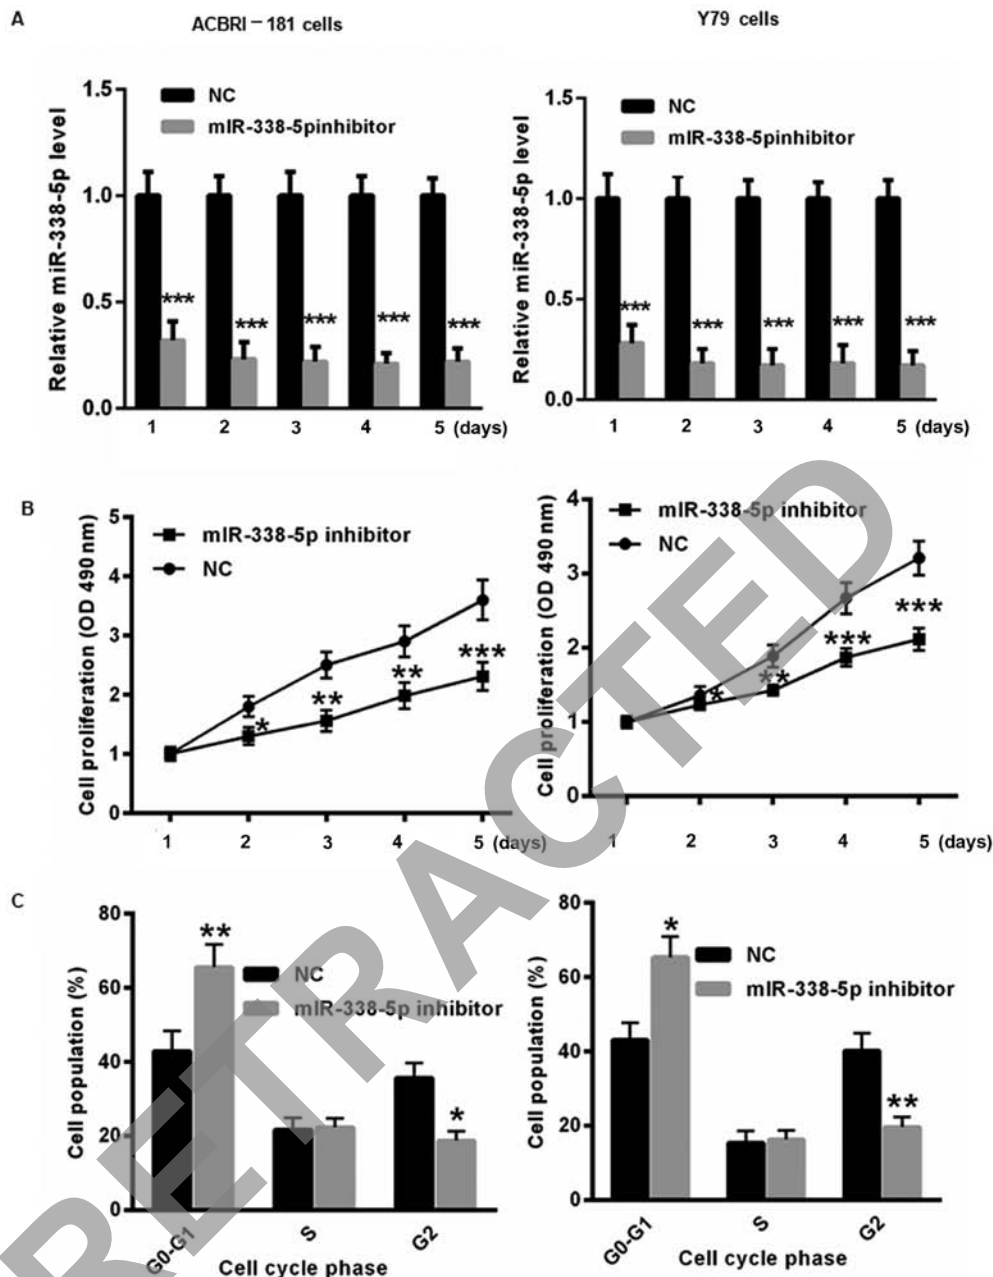 A
ACBRI−181 cells
Y79 cells
1.5
1.0
0.5
0.0
Relative miR-338-5p level
NC
mIR-338-5pinhibitor
*** *** *** *** ***
1 2 3 4 5 (days)
1.5
1.0
0.5
0.0
Relative miR-338-5p level
NC
mIR-338-5pinhibitor
*** *** *** *** ***
1 2 3 4 5 (days)
B
5
4
3
2
1
0
Cell proliferation (OD 490 nm)
mIR-338-5p inhibitor
NC
* ** ** ***
1 2 3 4 5 (days)
4
3
2
1
0
Cell proliferation (OD 490 nm)
mIR-338-5p inhibitor
NC
* ** *** ***
1 2 3 4 5 (days)
C
80
60
40
20
0
Cell population (%)
NC
mIR-338-5p inhibitor
** *
G0-G1 S G2
Cell cycle phase
80
60
40
20
0
Cell population (%)
NC
mIR-338-5p inhibitor
* **
G0-G1 S G2
Cell cycle phase
RETRACTED